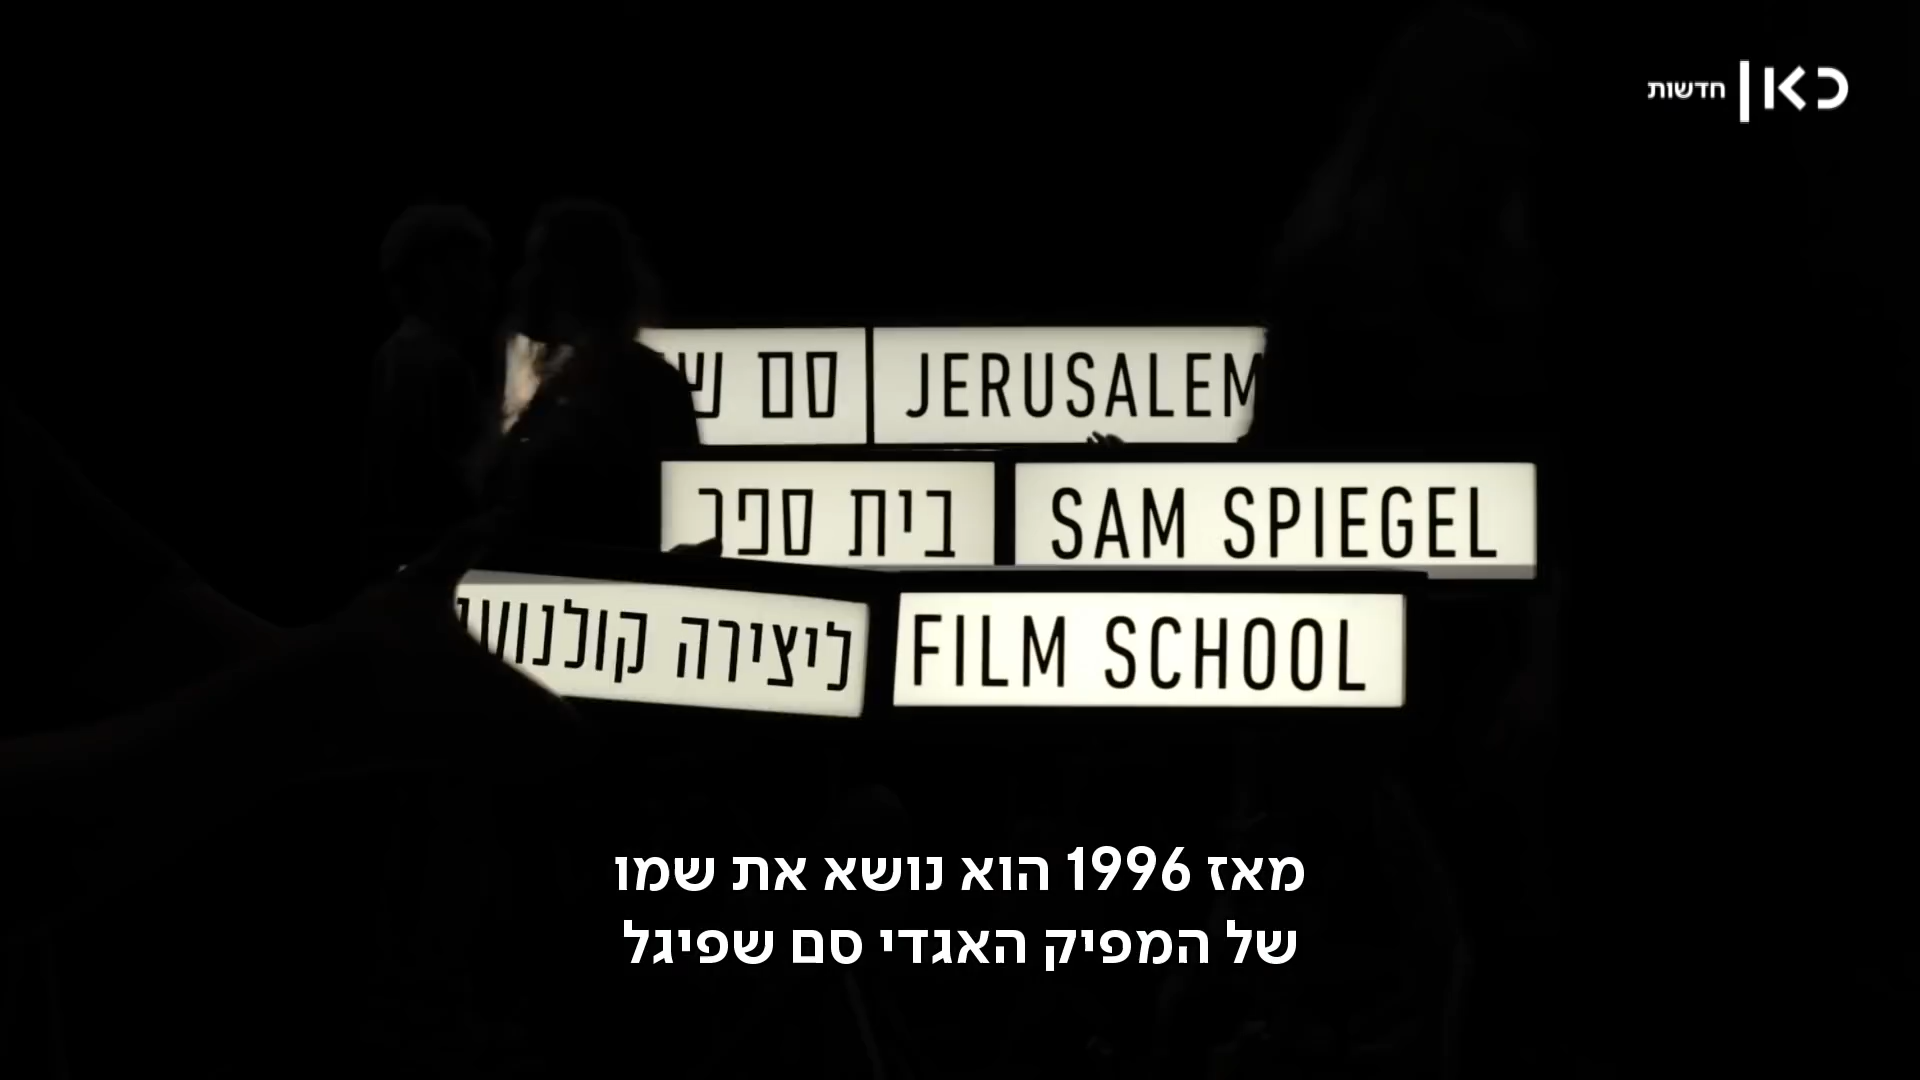 כאן | חדשות
סם
JERUSALEM
בית ספר
SAM SPIEGEL
ליצירה
FILM SCHOOL
מאז 1996 הוא נושא את שמו
של המפיק האגדי סם שפיגל